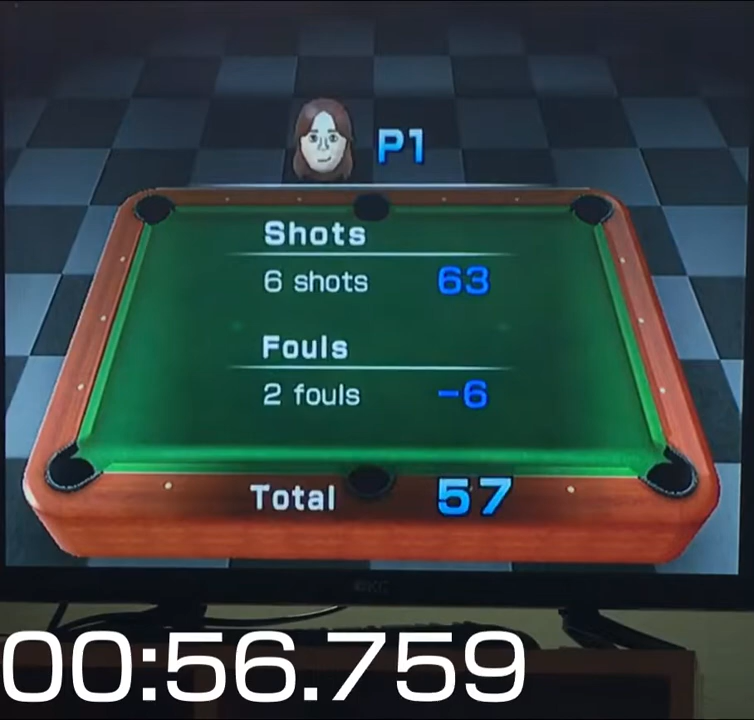 P1
Shots
6 shots 63
Fouls
2 fouls -6
Total 57
00:56.759